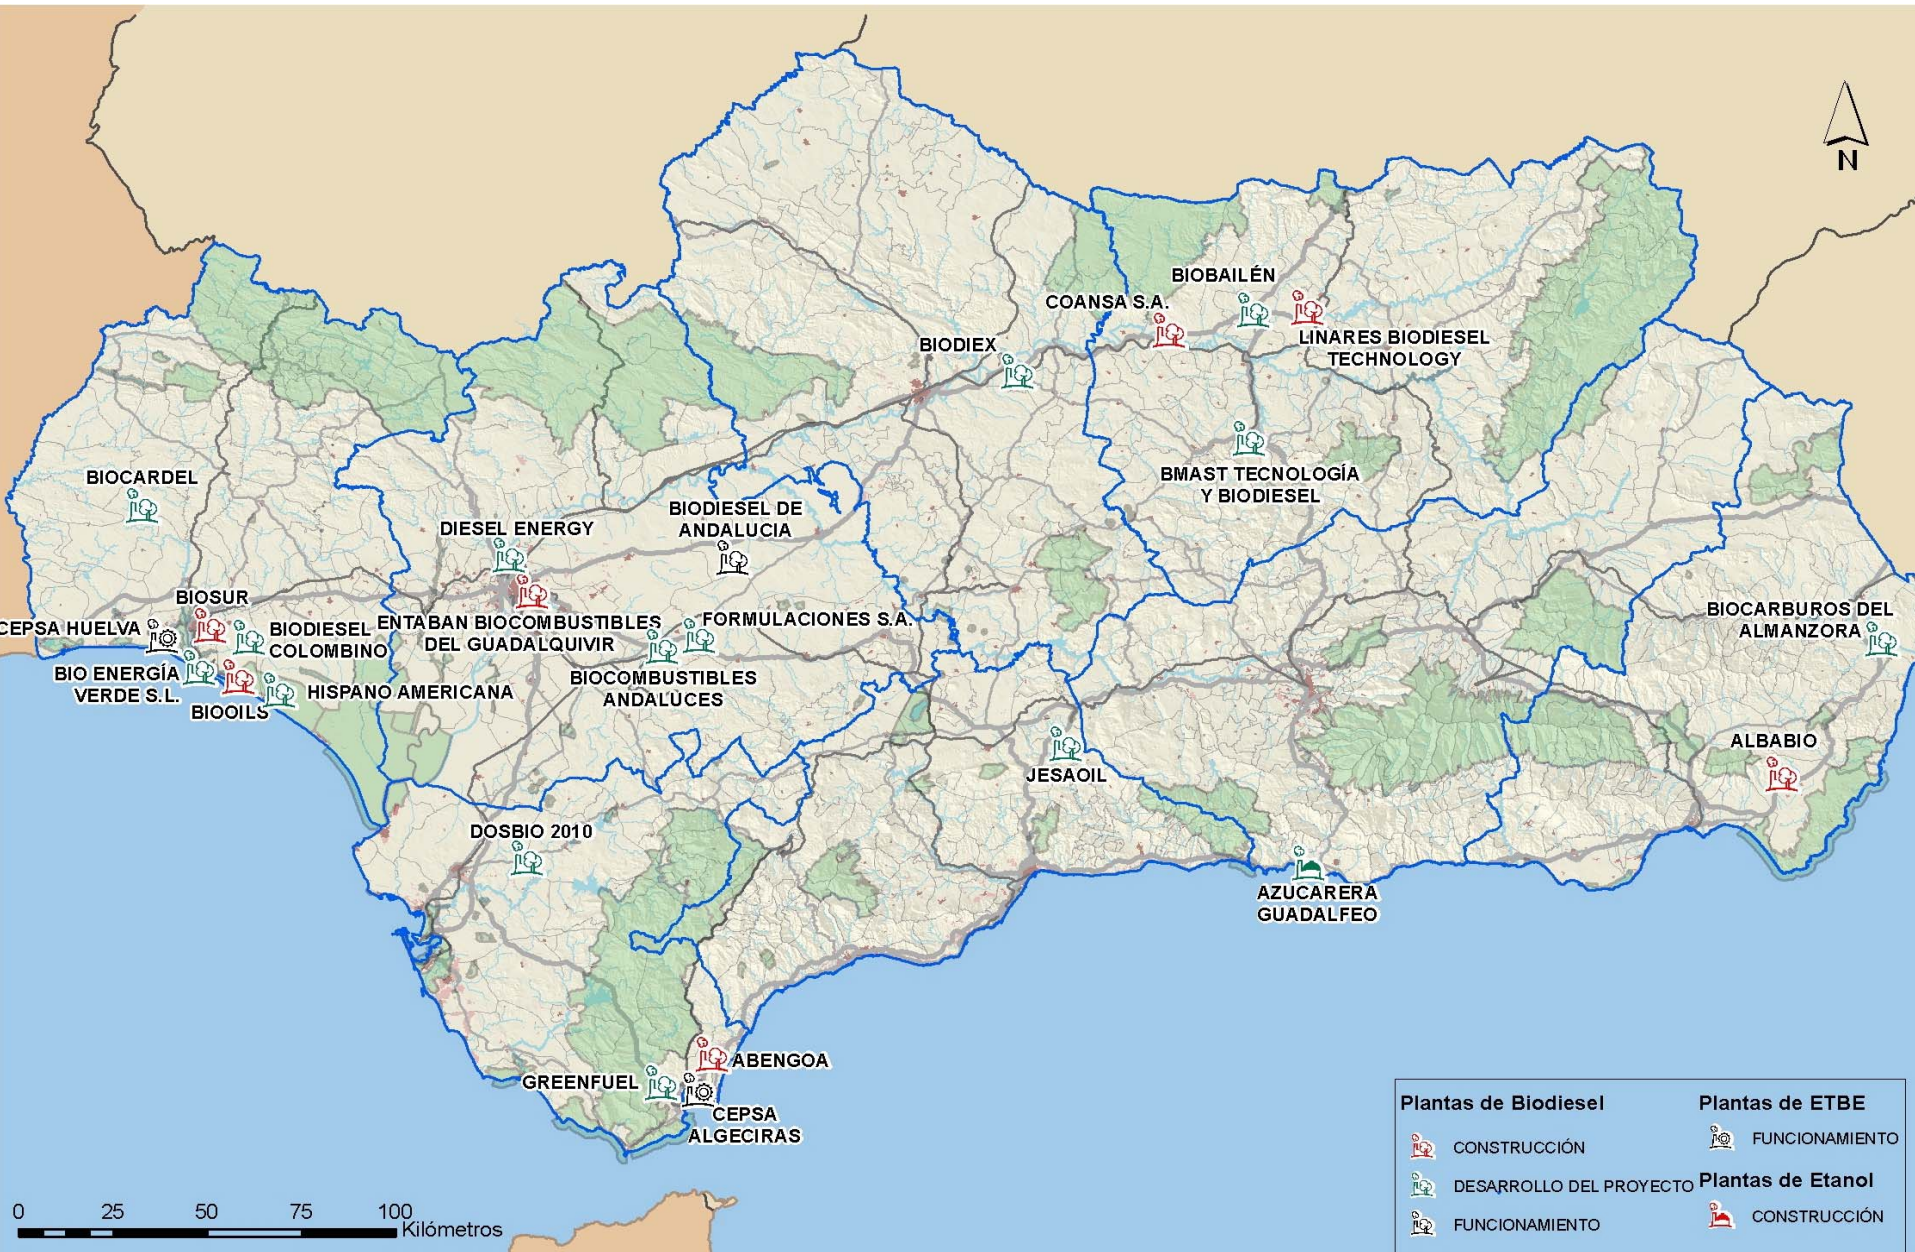 N
BIOBAILÉN
COANSA S.A.
LINARES BIODIESEL
TECHNOLOGY
BIODIEX
BIOCARDEL
BMAST TECNOLOGÍA
Y BIODIESEL
BIODIESEL DE
ANDALUCIA
DIESEL ENERGY
BIOSUR
CEPSA HUELVA
BIODIESEL
COLOMBINO
ENTABAN BIOCOMBUSTIBLES
DEL GUADALQUIVIR
FORMULACIONES S.A.
BIOCARBUROS DEL
ALMANZORA
BIO ENERGÍA
VERDE S.L.
BIOOILS
HISPANO AMERICANA
BIOCOMBUSTIBLES
ANDALUCES
ALBABIO
JESAOIL
DOSBIO 2010
AZUCARERA
GUADALFEO
ABENGOA
GREENFUEL
CEPSA
ALGECIRAS
Plantas de Biodiesel
CONSTRUCCIÓN
DESARROLLO DEL PROYECTO
FUNCIONAMIENTO
Plantas de ETBE
FUNCIONAMIENTO
Plantas de Etanol
CONSTRUCCIÓN
0 25 50 75 100
Kilómetros